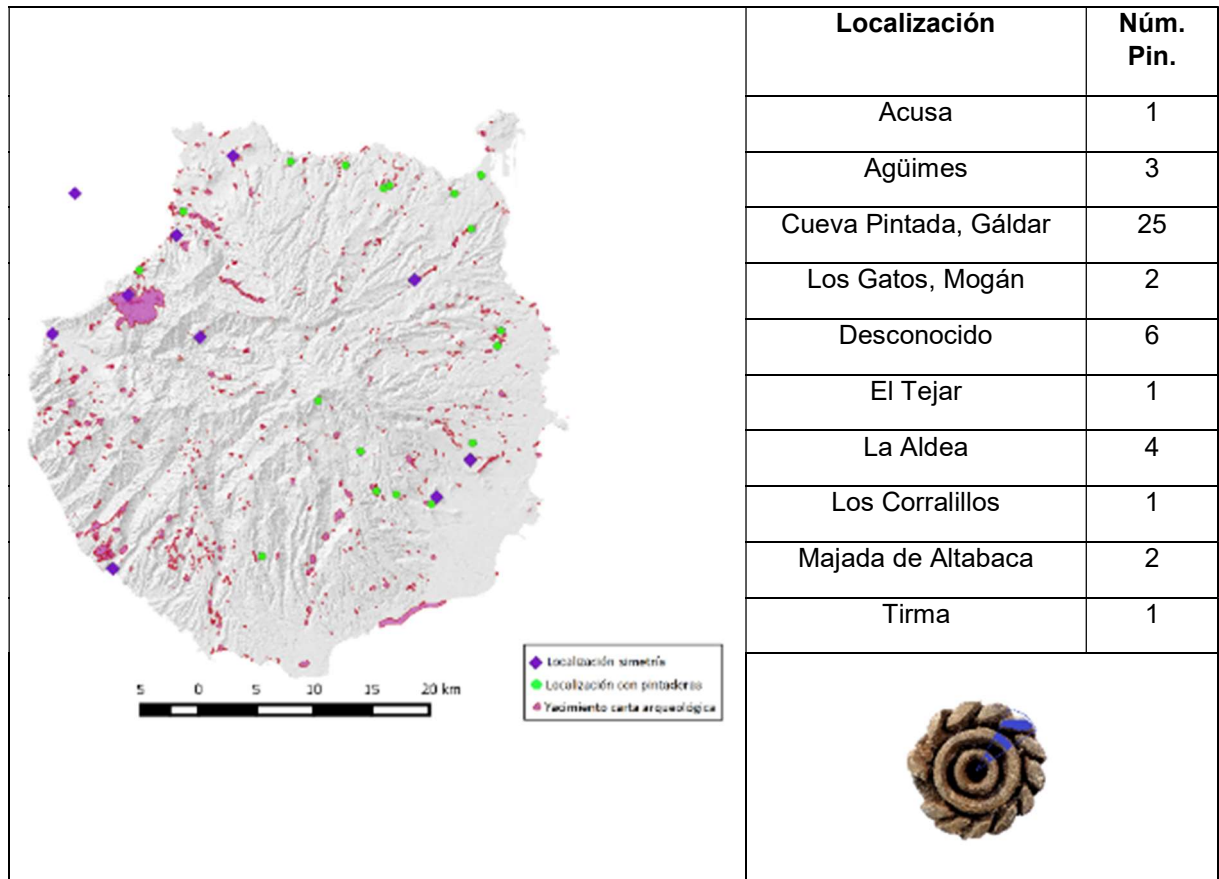 Localización Núm.
Pin.
Acusa 1
Agüimes 3
Cueva Pintada, Gáldar 25
Los Gatos, Mogán 2
Desconocido 6
El Tejar 1
La Aldea 4
Los Corralillos 1
Majada de Altabaca 2
Tirma 1
Localización simetría
Localización con pintaderas
Yacimiento carta arqueológica
5 0 5 10 15 20 km